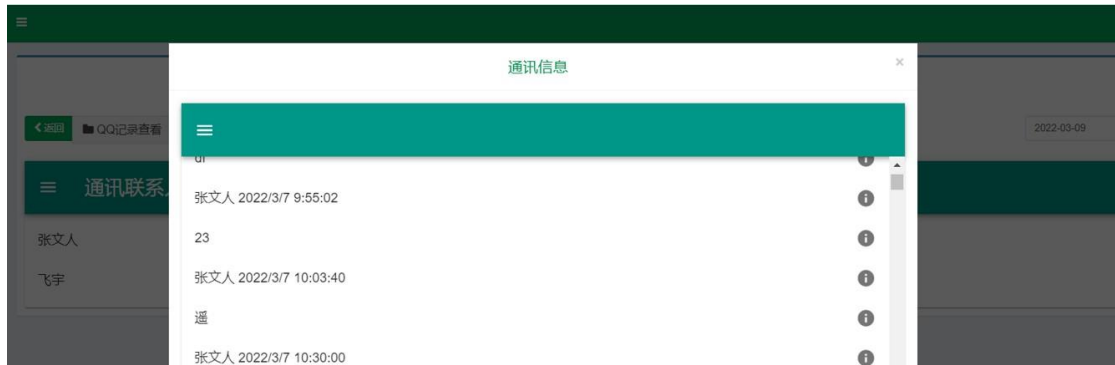 通讯信息
×
返回
QQ记录查看
2022-03-09
通讯联系
张文人
飞宇
张文人 2022/3/7 9:55:02
23
张文人 2022/3/7 10:03:40
遥
张文人 2022/3/7 10:30:00